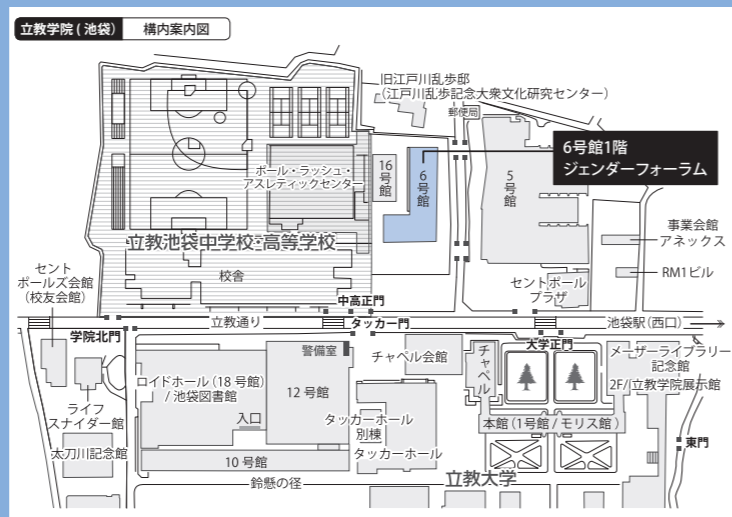 立教学院(池袋) 構内案内図
旧江戸川乱歩邸
(江戸川乱歩記念大衆文化研究センター)
郵便局
6号館1階
ジェンダーフォーラム
ポール・ラッシュ・
アスレティックセンター
16号館
6号館
5号館
立教池袋中学校・高等学校
事業会館
アネックス
RM1ビル
セントポール
プラザ
セント
ポールズ会館
(校友会館)
校舎
中高正門
立教通り
タッカー門
池袋駅(西口)
学院北門
大学正門
警備室
チャペル会館
チャペル
メーザーライブラリー
記念館
2F/立教学院展示館
ロイドホール(18号館)
/池袋図書館
12号館
ライフ
スナイダー館
入口
タッカーホール
別棟
本館(1号館/モリス館)
東門
太刀川記念館
10号館
タッカーホール
鈴懸の径
立教大学